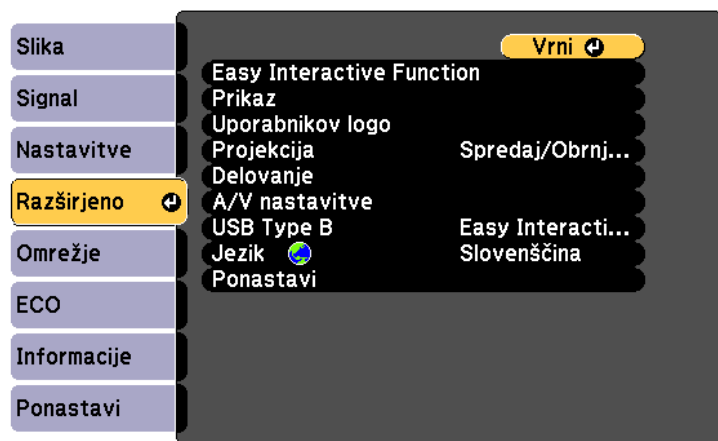 Slika
Signal
Nastavitve
Razširjeno
Omrežje
ECO
Informacije
Ponastavi
Vrni
Easy Interactive Function
Prikaz
Uporabnikov logo
Projekcija Spredaj/Obrnj...
Delovanje
A/V nastavitve
USB Type B Easy Interacti...
Jezik Slovenščina
Ponastavi